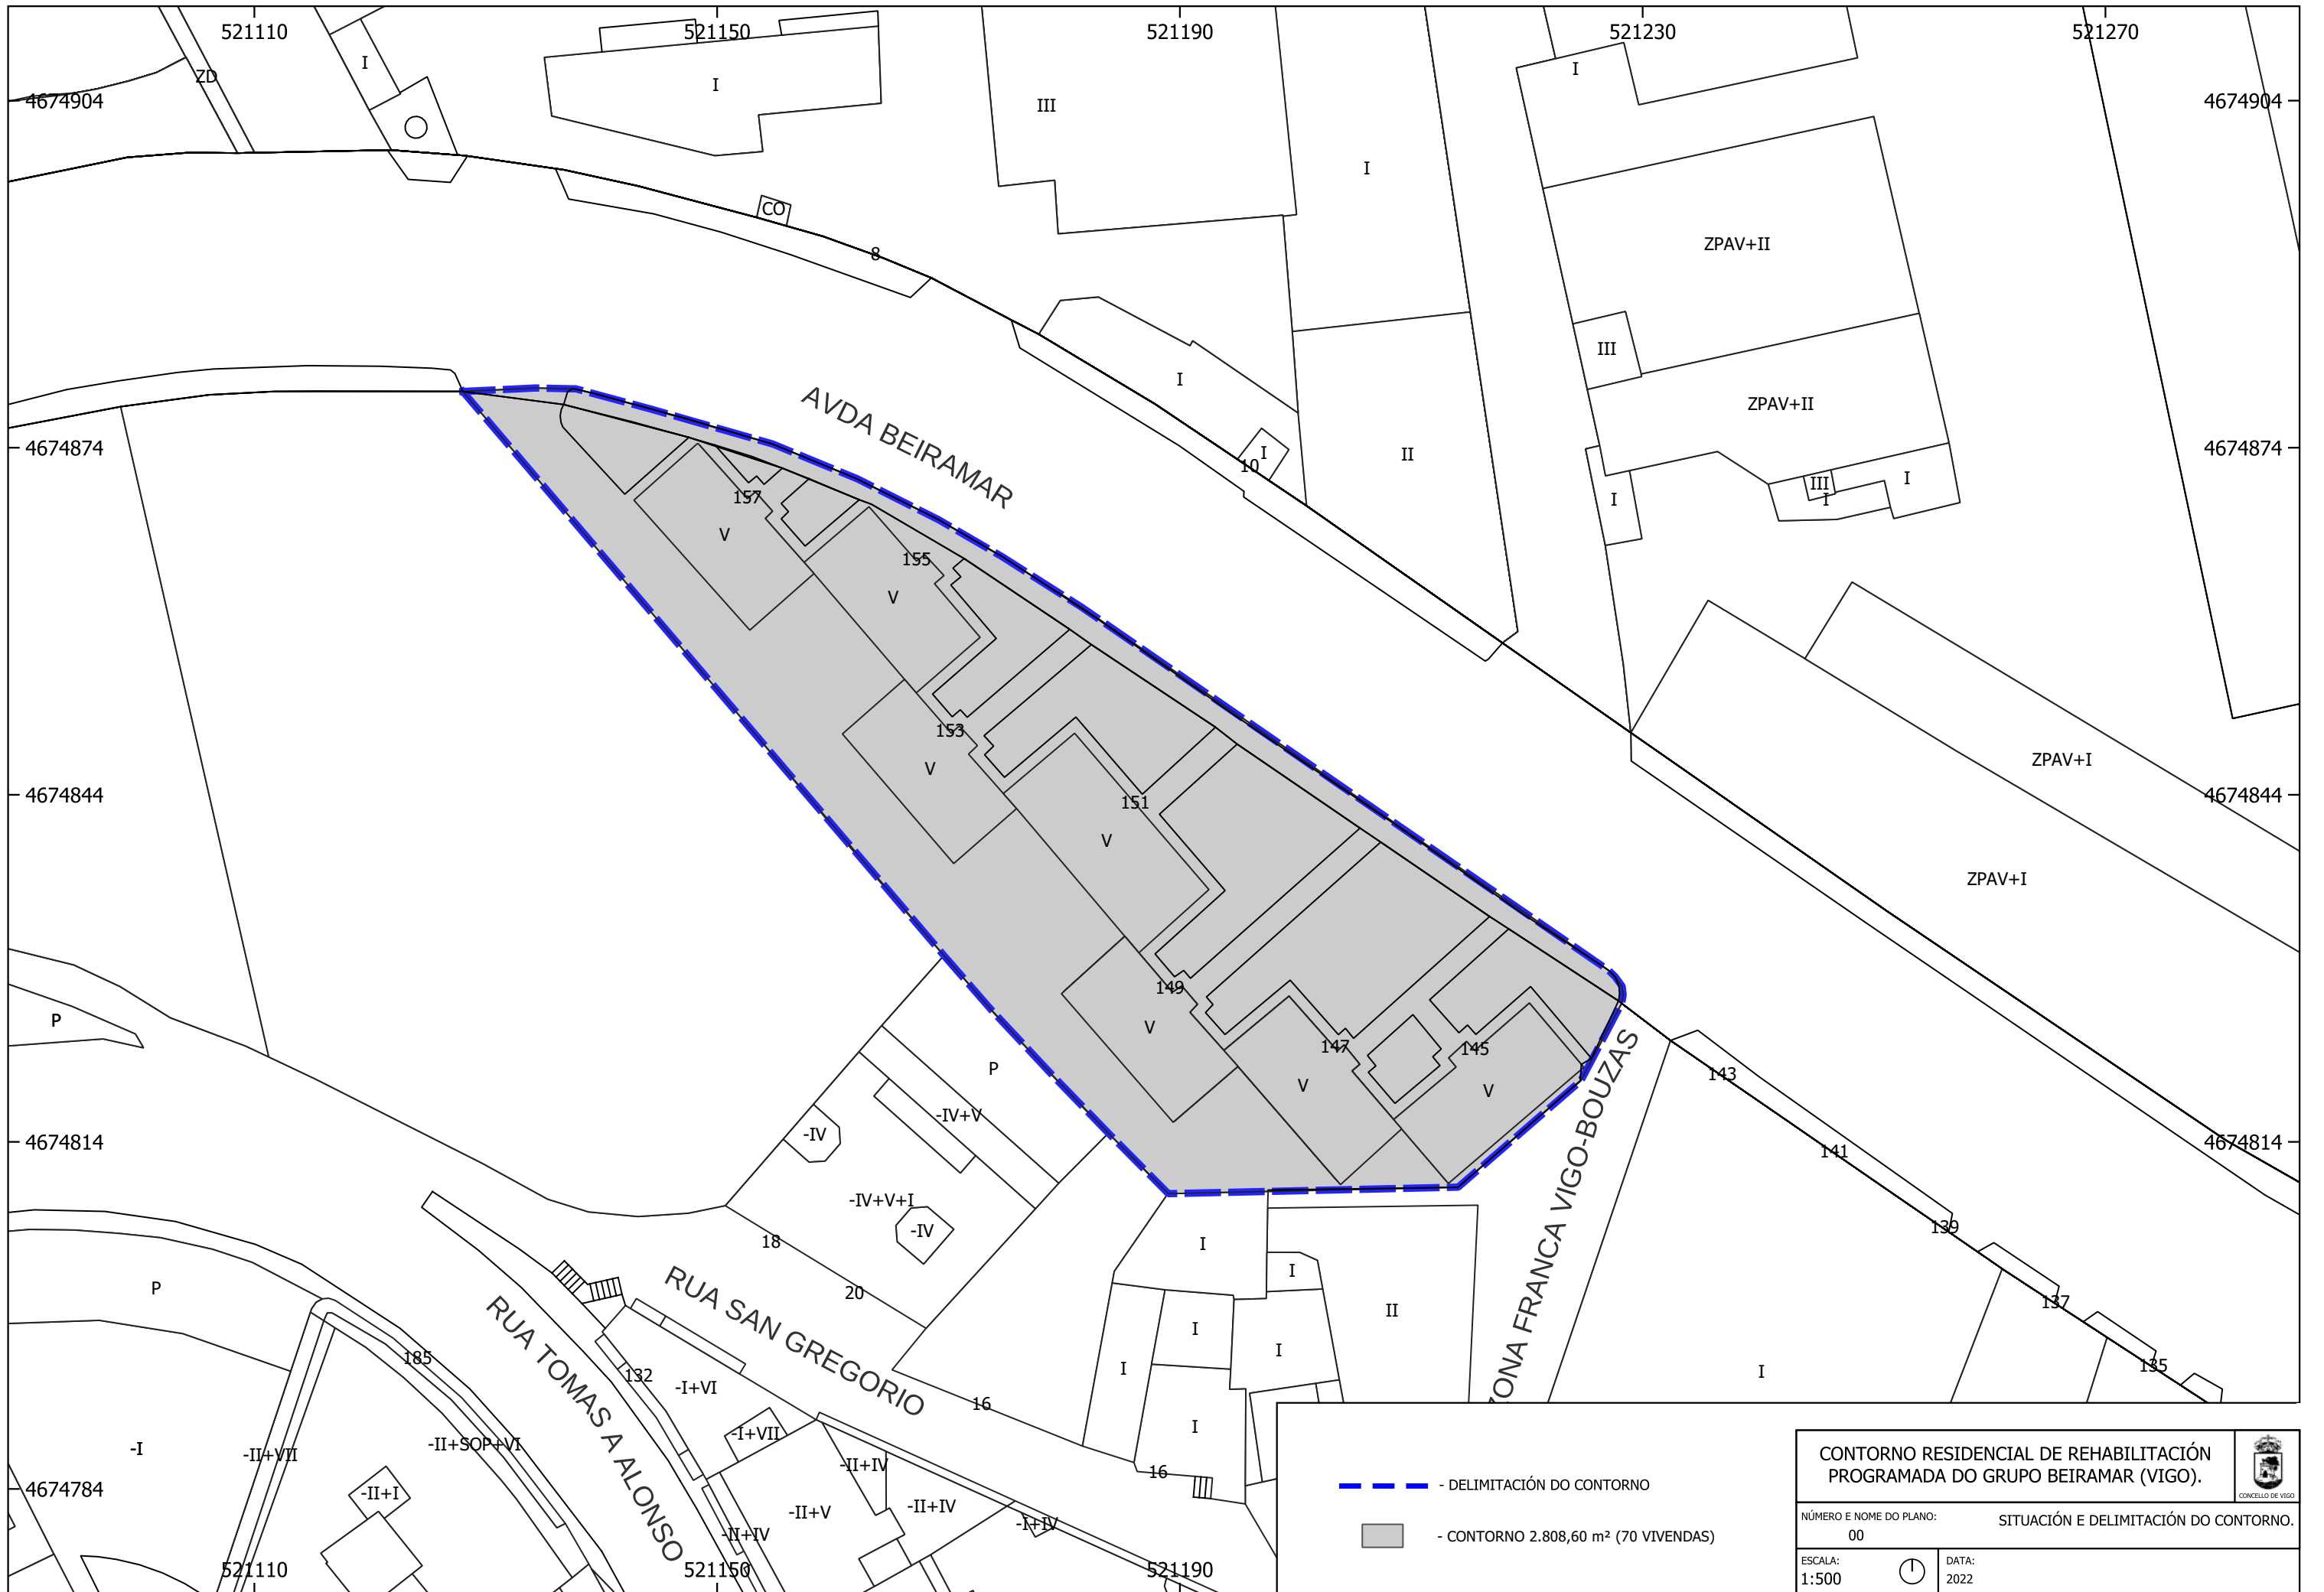 521110
521150
521190
521230
521270
ZD
I
I
I
4674904
III
4674904
I
CO
8
ZPAV+II
III
I
ZPAV+II
AVDA BEIRAMAR
4674874
4674874
II
I
10
I
III
I
I
157
V
155
V
153
V
ZPAV+I
4674844
4674844
151
V
ZPAV+I
149
V
P
147
145
V
V
ZONA FRANCA VIGO-BOUZAS
P
143
-IV+V
-IV
4674814
4674814
141
-IV+V+I
-IV
139
18
I
I
P
20
RUA SAN GREGORIO
II
137
I
I
RUA TOMAS A ALONSO
185
132
-I+VI
I
I
135
16
-I
-II+VII
-II+SOP+VI
-I+VII
I
-II+IV
16
4674784
-II+I
-II+V
-II+IV
-I+IV
-II+IV
521110
521150
521190
- DELIMITACIÓN DO CONTORNO
- CONTORNO 2.808,60 m² (70 VIVENDAS)
CONTORNO RESIDENCIAL DE REHABILITACIÓN
PROGRAMADA DO GRUPO BEIRAMAR (VIGO).
CONCELLO DE VIGO
NÚMERO E NOME DO PLANO:
00
SITUACIÓN E DELIMITACIÓN DO CONTORNO.
ESCALA:
1:500
DATA:
2022